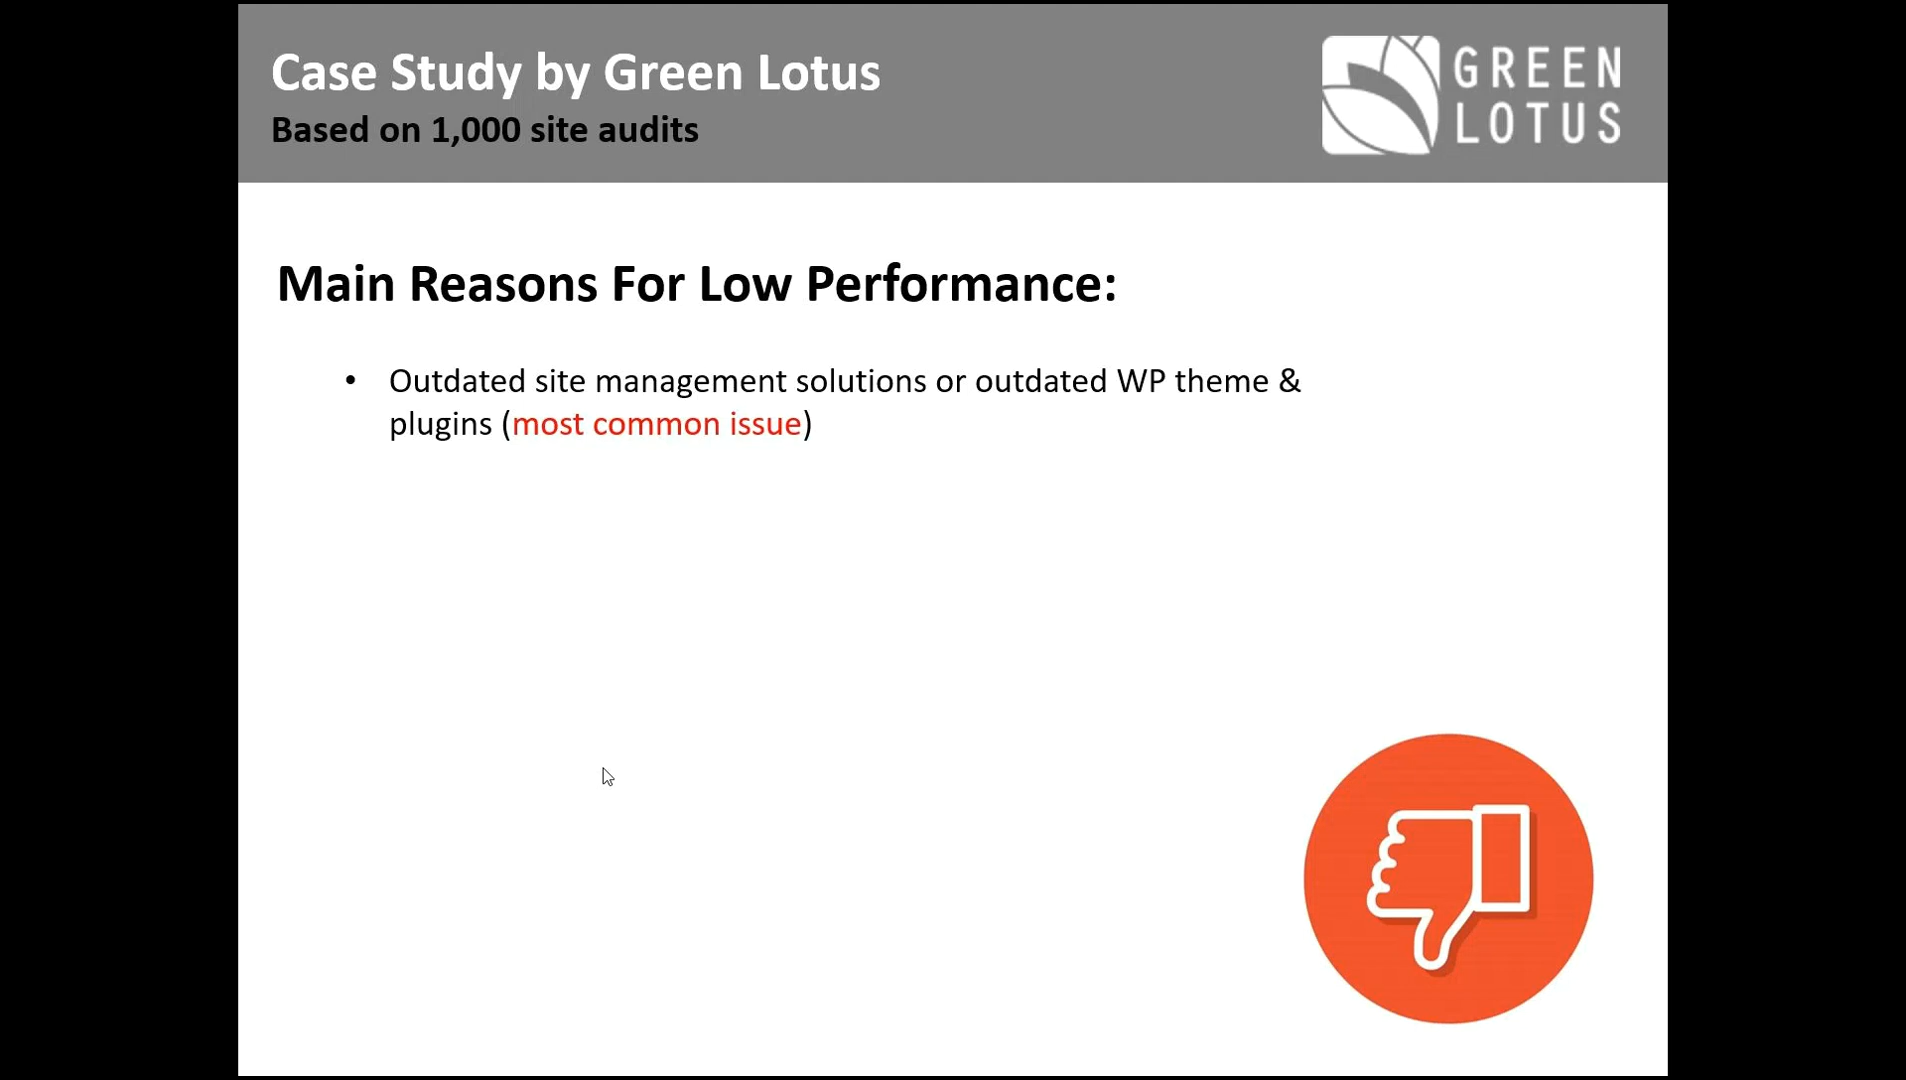 Case Study by Green Lotus
Based on 1,000 site audits
GREEN
LOTUS
Main Reasons For Low Performance:
• Outdated site management solutions or outdated WP theme &
plugins (most common issue)